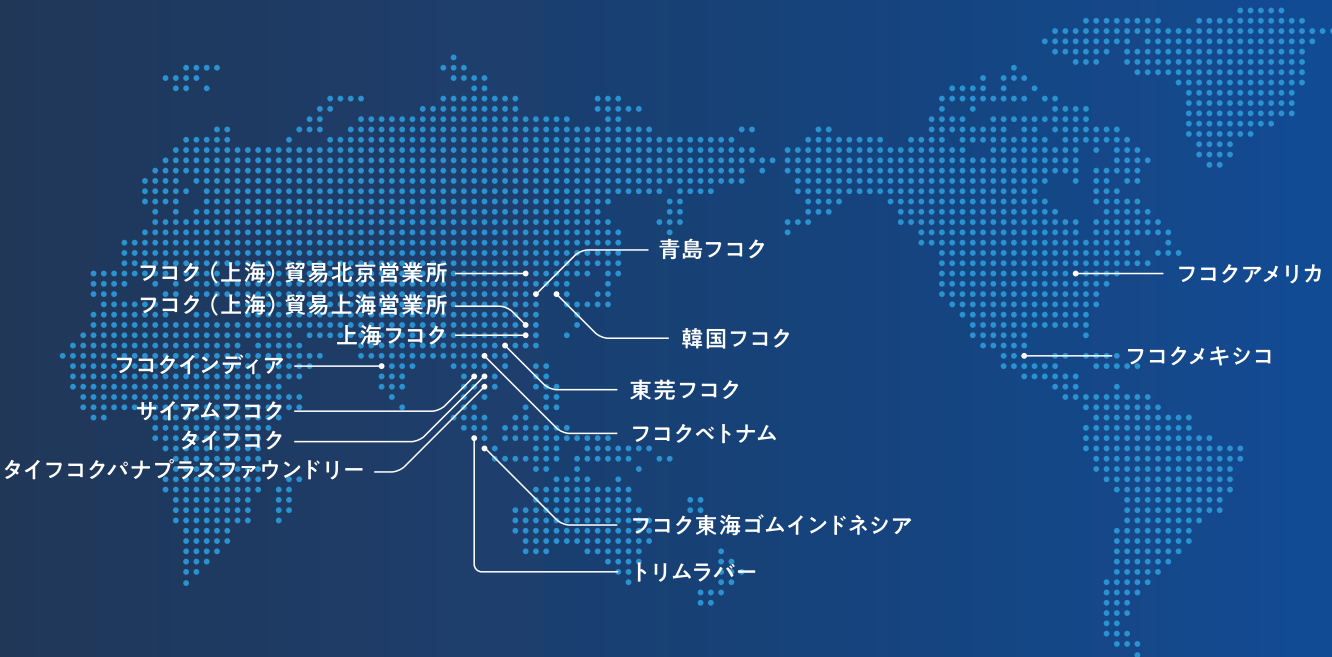 青島フコク
フコク（上海）貿易北京営業所
フコクアメリカ
フコク（上海）貿易上海営業所
上海フコク
韓国フコク
フコクメキシコ
フコクインディア
東莞フコク
サイアムフコク
フコクベトナム
タイフコク
タイフコクパナプラスファウンドリー
フコク東海ゴムインドネシア
トリムラバー